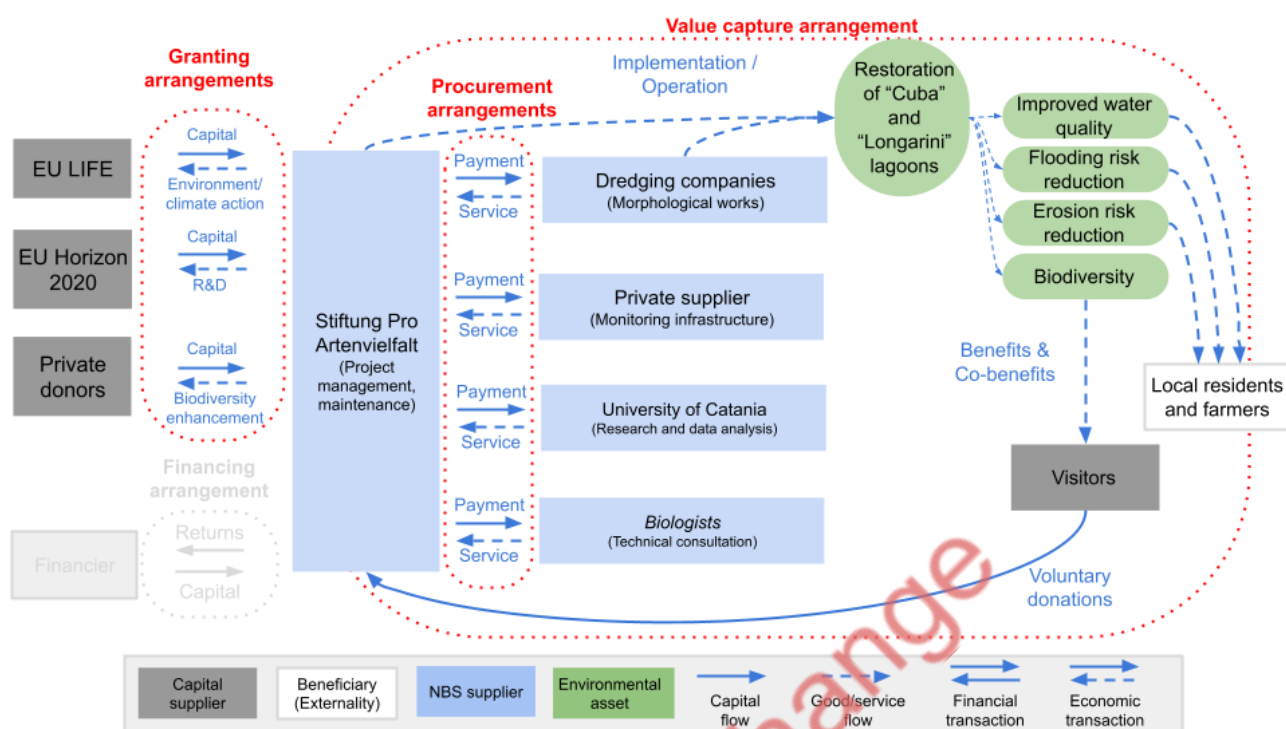 Value capture arrangement
Granting
arrangements
Implementation /
Operation
Procurement
arrangements
Restoration
of “Cuba”
and
“Longarini”
lagoons
Improved water
quality
Flooding risk
reduction
Erosion risk
reduction
Biodiversity
EU LIFE
Capital
Environment/
climate action
EU Horizon
2020
Capital
R&D
Private
donors
Capital
Biodiversity
enhancement
Stiftung Pro
Artenvielfalt
(Project
management,
maintenance)
Payment
Service
Dredging companies
(Morphological works)
Payment
Service
Private supplier
(Monitoring infrastructure)
Payment
Service
University of Catania
(Research and data analysis)
Payment
Service
Biologists
(Technical consultation)
Benefits &
Co-benefits
Local residents
and farmers
Visitors
Voluntary
donations
Financing
arrangement
Financier
Returns
Capital
Capital
supplier
Beneficiary
(Externality)
NBS supplier
Environmental
asset
Capital
flow
Good/service
flow
Financial
transaction
Economic
transaction